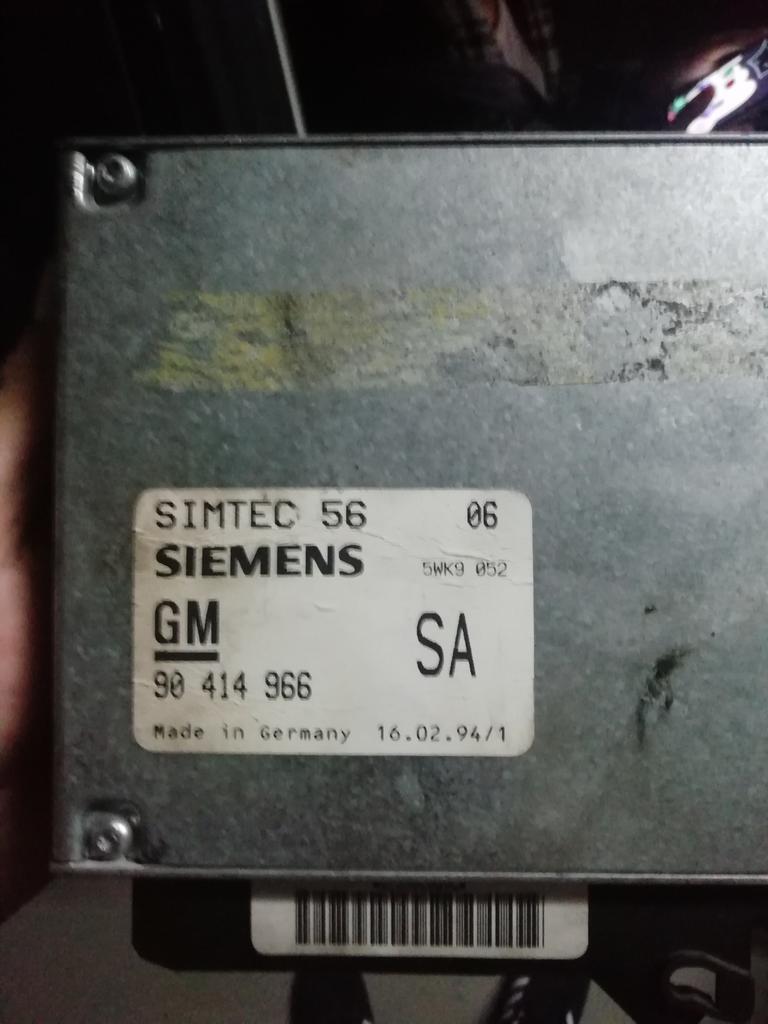 SIMTEC 56 06
SIEMENS 5WK9 052
GM SA
90 414 966
Made in Germany 16.02.94/1